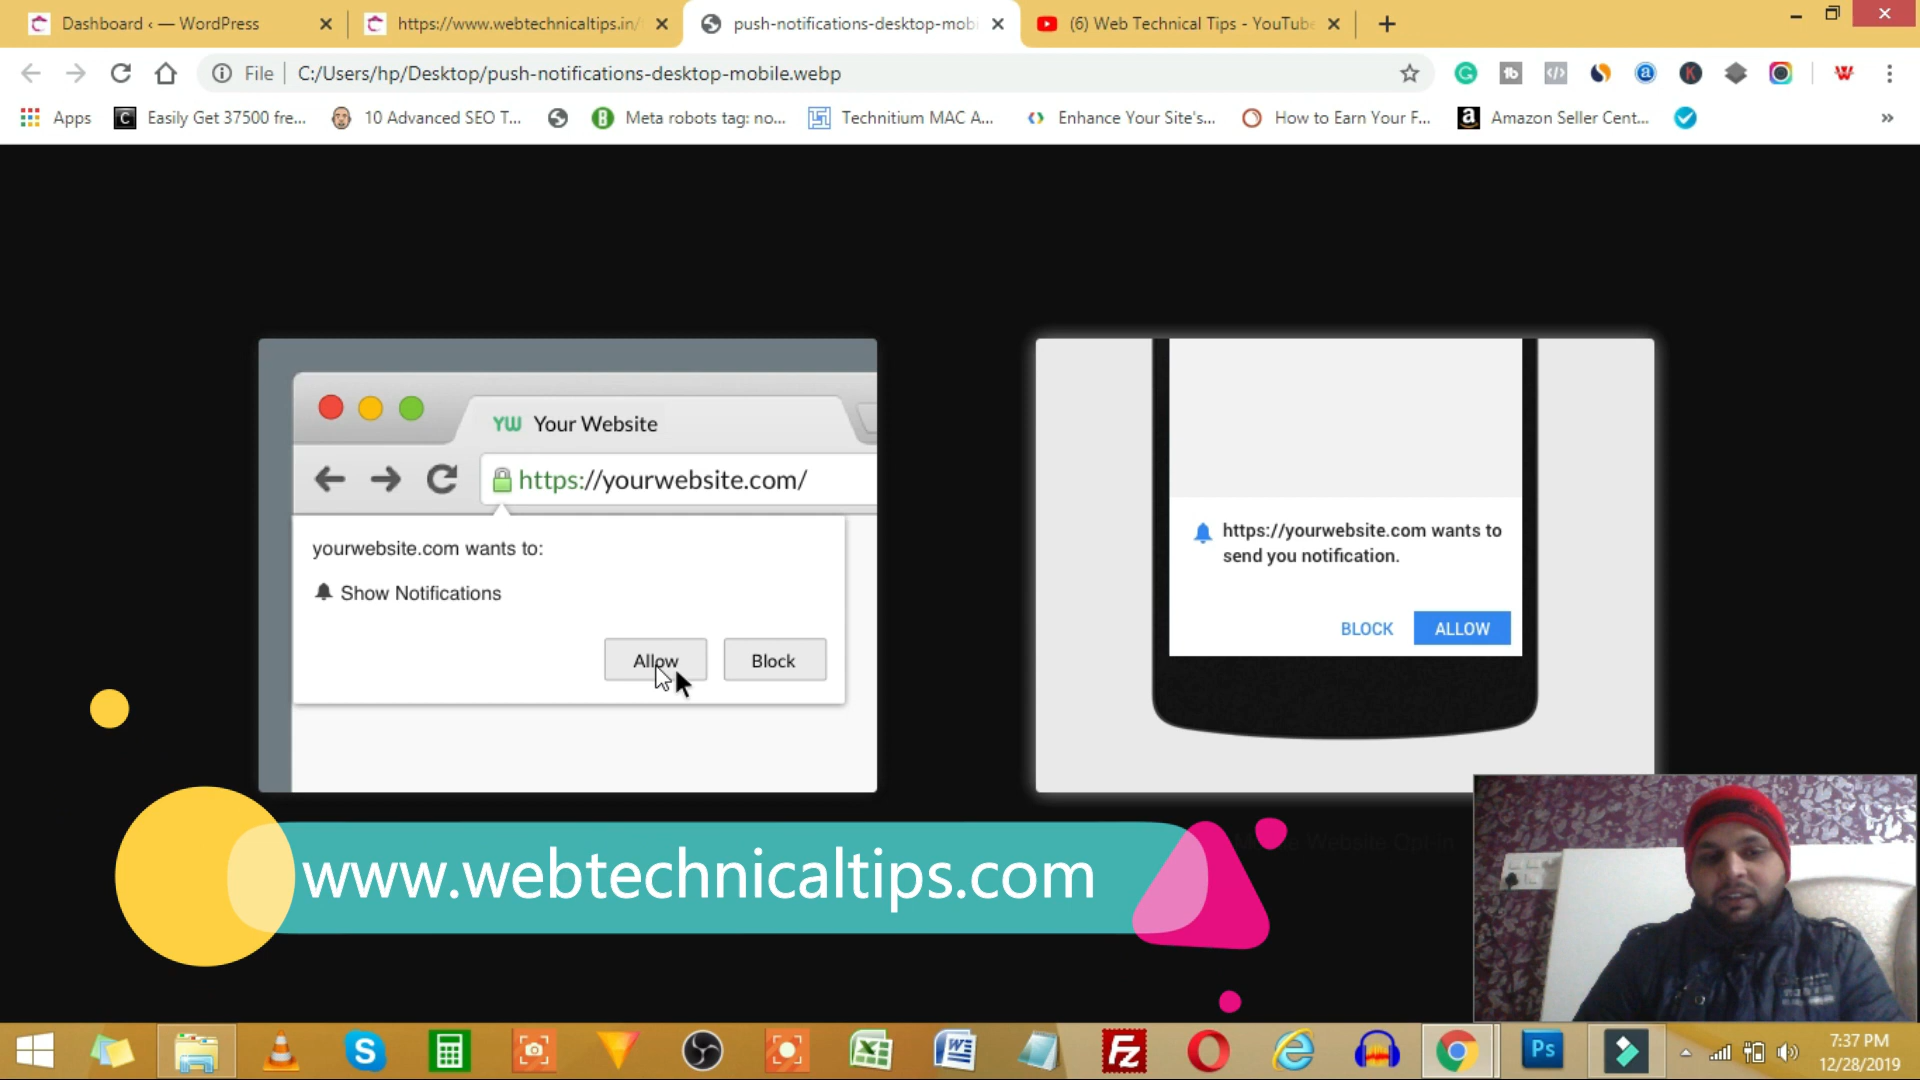 Dashboard ‹ — WordPress
https://www.webtechnicaltips.in/
push-notifications-desktop-mobi
(6) Web Technical Tips - YouTube
File
C:/Users/hp/Desktop/push-notifications-desktop-mobile.webp
Apps
Easily Get 37500 fre...
10 Advanced SEO T...
Meta robots tag: no...
Technitium MAC A...
Enhance Your Site's...
How to Earn Your F...
Amazon Seller Cent...
YW Your Website
https://yourwebsite.com/
yourwebsite.com wants to:
Show Notifications
Allow
Block
https://yourwebsite.com wants to
send you notification.
BLOCK
ALLOW
Website Opt-in
www.webtechnicaltips.com
7:37 PM
12/28/2019